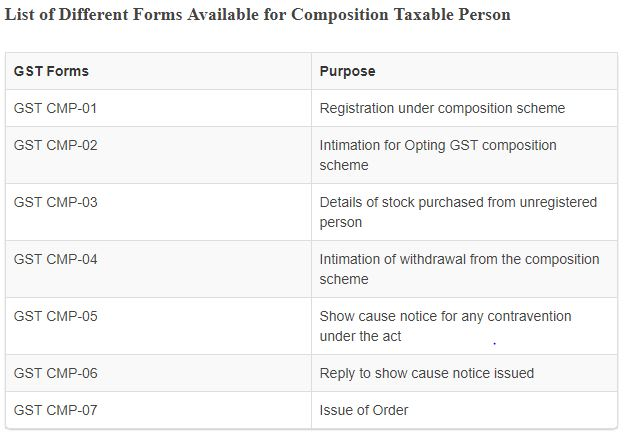 List of Different Forms Available for Composition Taxable Person
GST Forms Purpose
GST CMP-01 Registration under composition scheme
GST CMP-02 Intimation for Opting GST composition
scheme
GST CMP-03 Details of stock purchased from unregistered
person
GST CMP-04 Intimation of withdrawal from the composition
scheme
GST CMP-05 Show cause notice for any contravention
under the act
GST CMP-06 Reply to show cause notice issued
GST CMP-07 Issue of Order